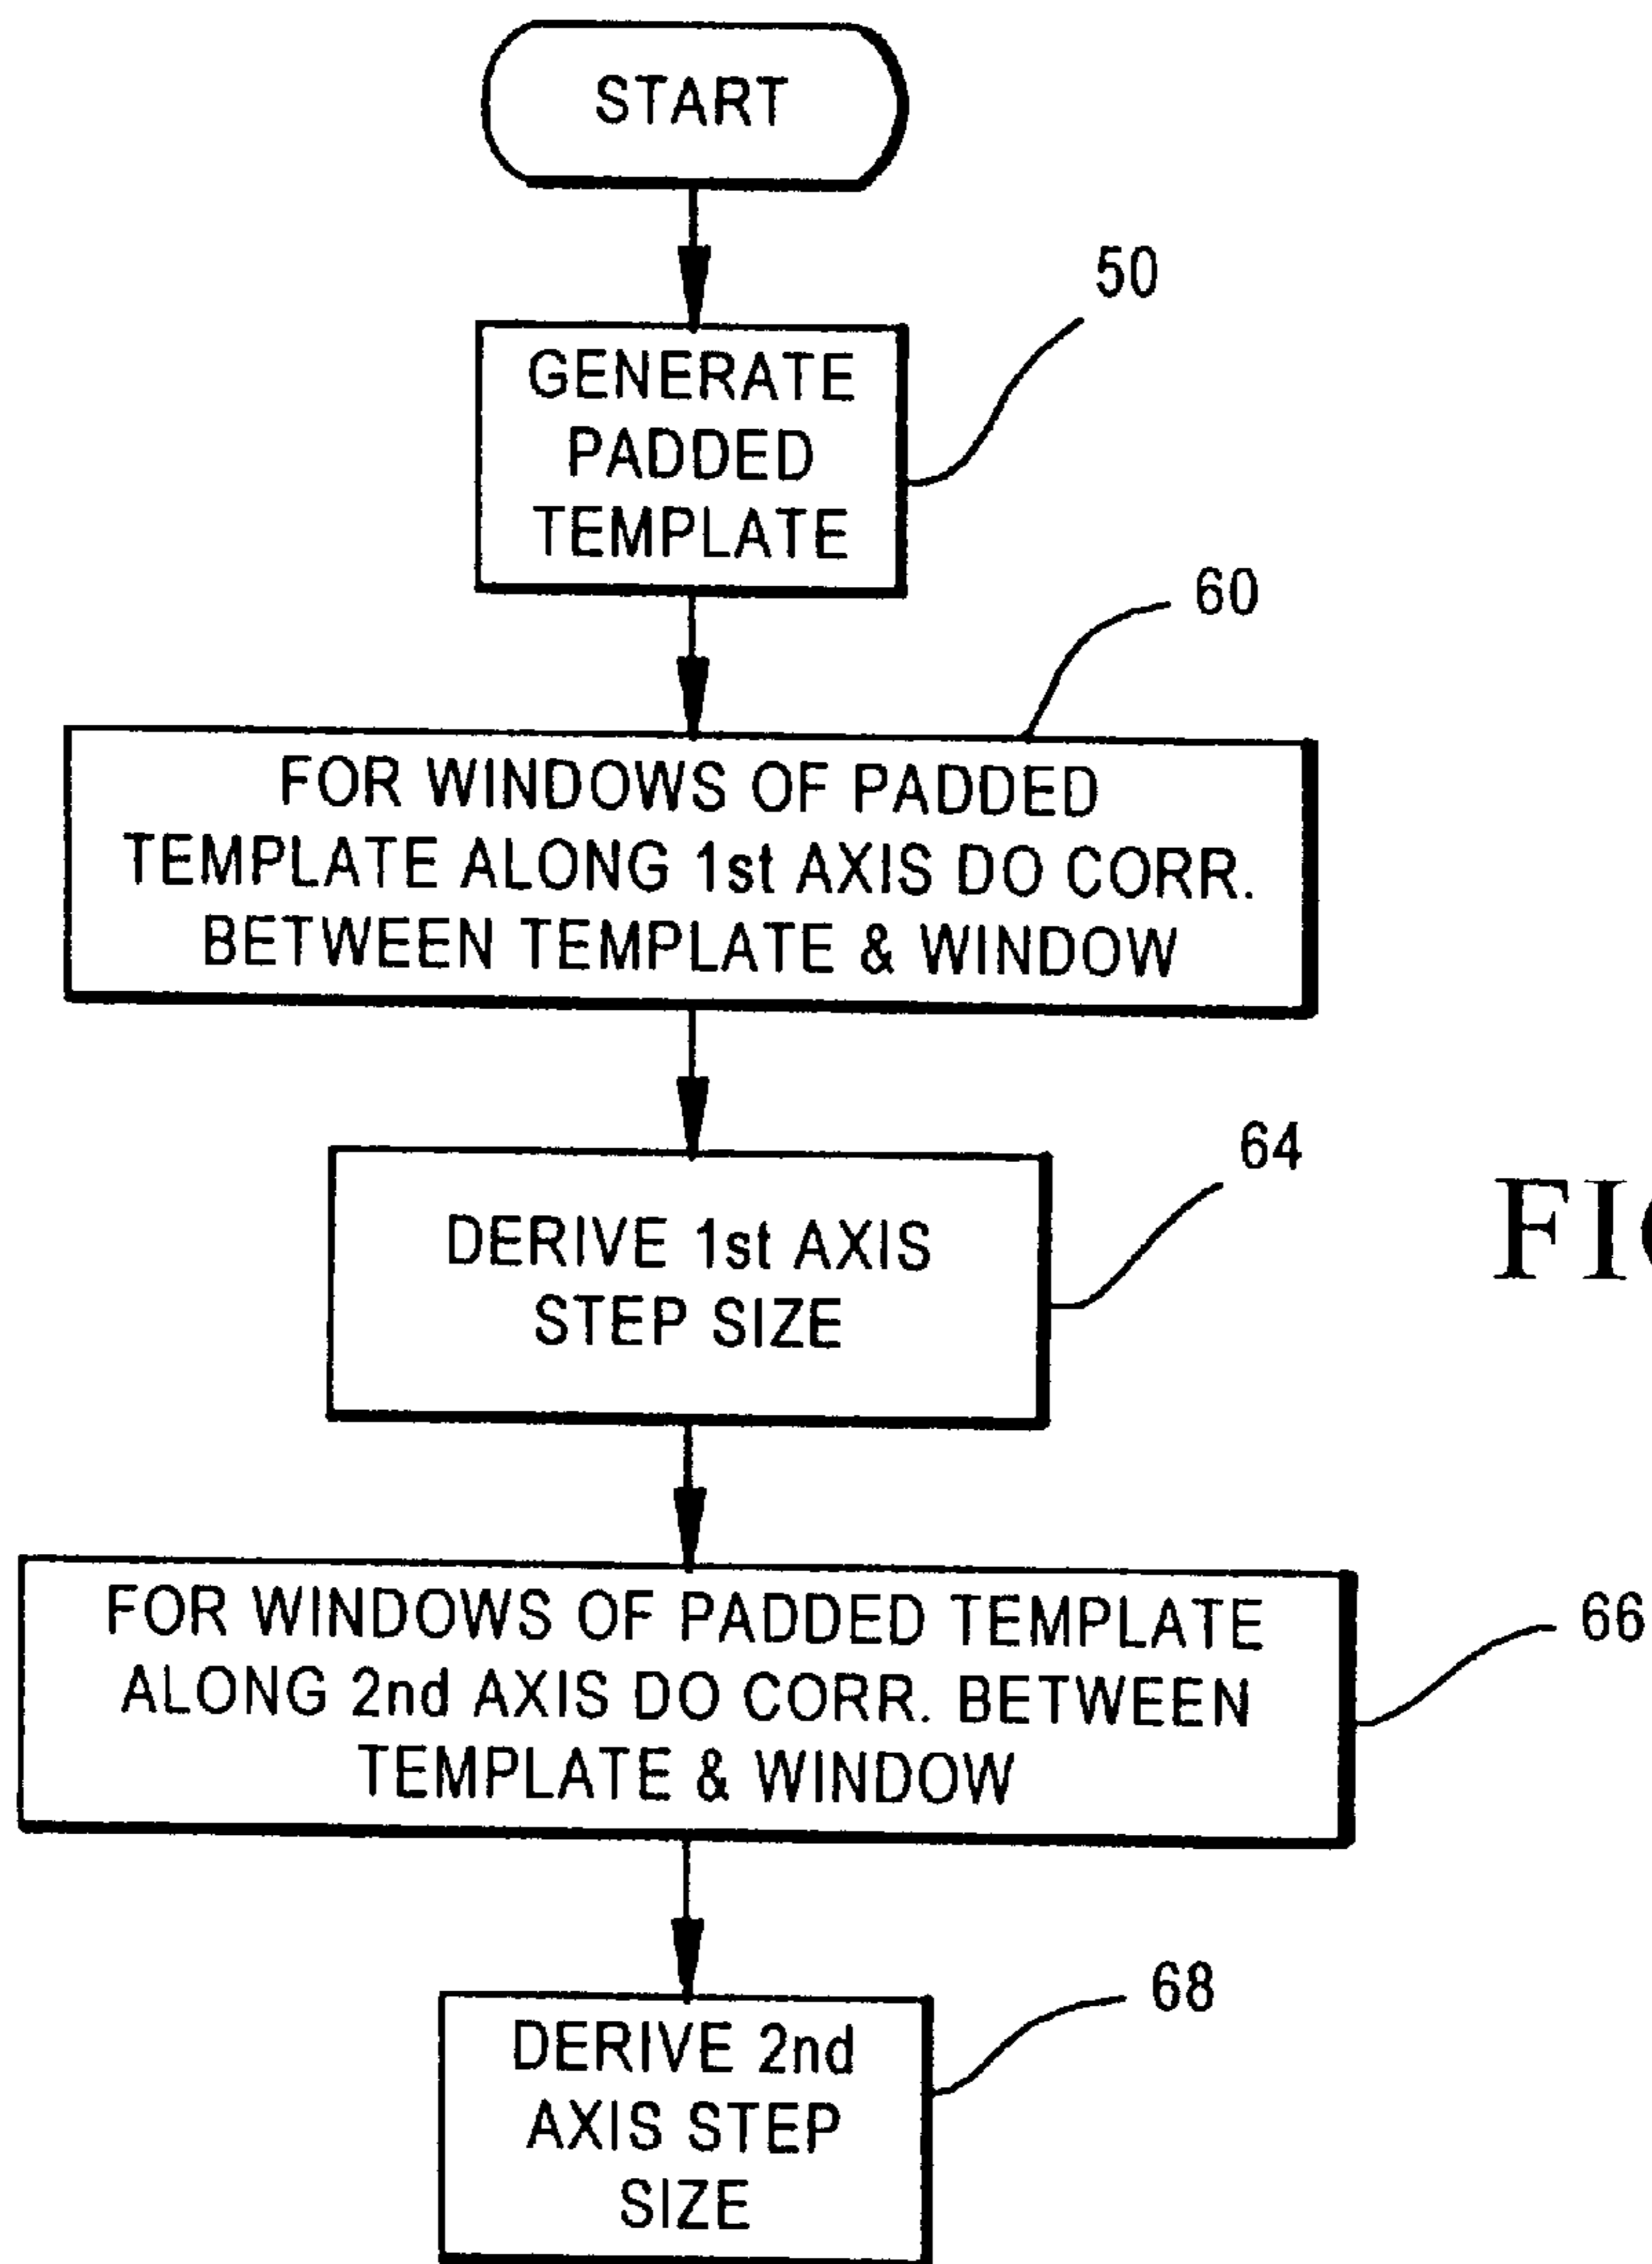 START
50
GENERATE
PADDED
TEMPLATE
60
FOR WINDOWS OF PADDED
TEMPLATE ALONG 1st AXIS DO CORR.
BETWEEN TEMPLATE & WINDOW
64
DERIVE 1st AXIS
STEP SIZE
66
FOR WINDOWS OF PADDED TEMPLATE
ALONG 2nd AXIS DO CORR. BETWEEN
TEMPLATE & WINDOW
68
DERIVE 2nd
AXIS STEP
SIZE